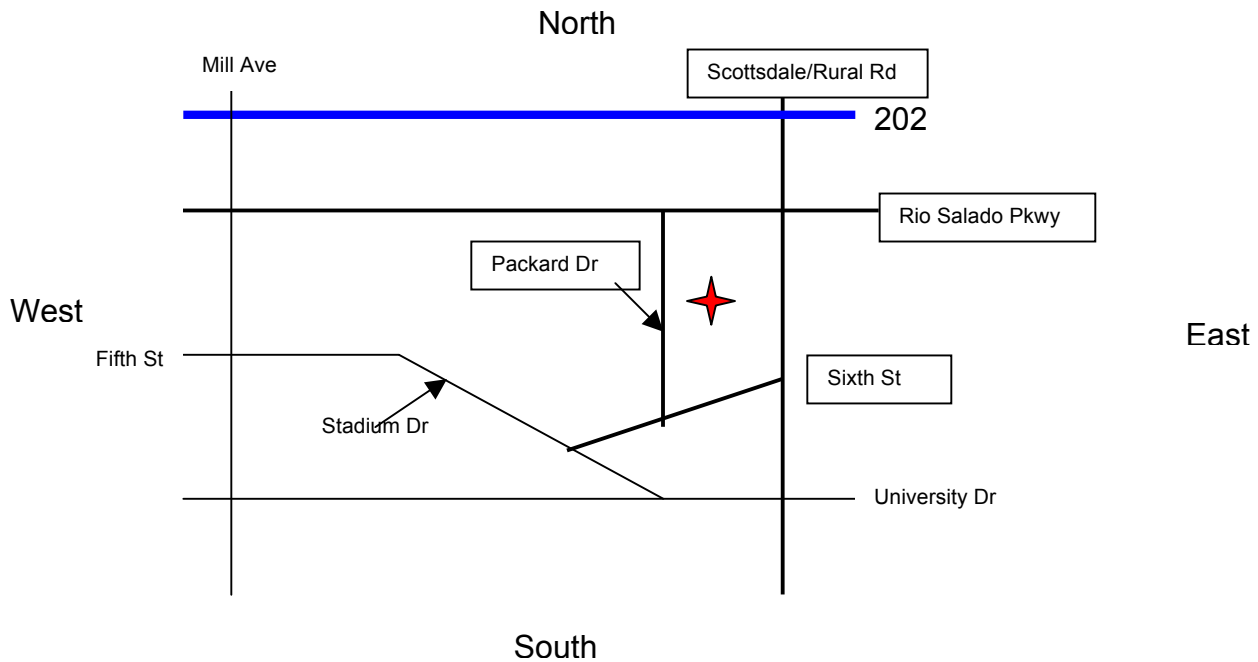 North
Mill Ave
Scottsdale/Rural Rd
202
Rio Salado Pkwy
Packard Dr
West
East
Fifth St
Sixth St
Stadium Dr
University Dr
South